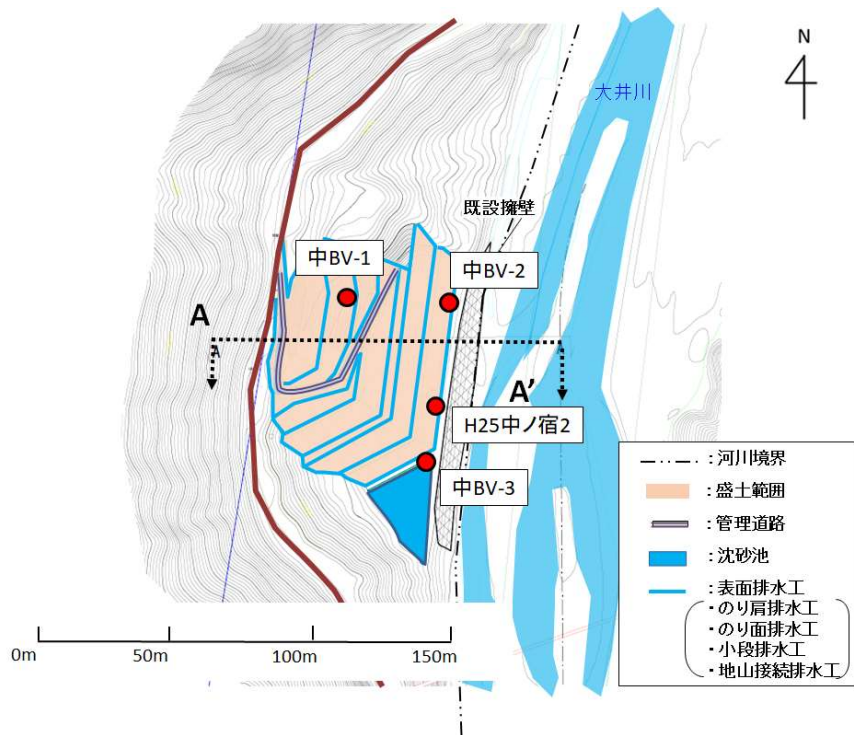 N
大井川
既設擁壁
中BV-1
中BV-2
A
A
A'
H25中ノ宿2
中BV-3
：河川境界
：盛土範囲
：管理道路
：沈砂池
：表面排水工
・のり肩排水工
・のり面排水工
・小段排水工
・地山接続排水工
0m
50m
100m
150m